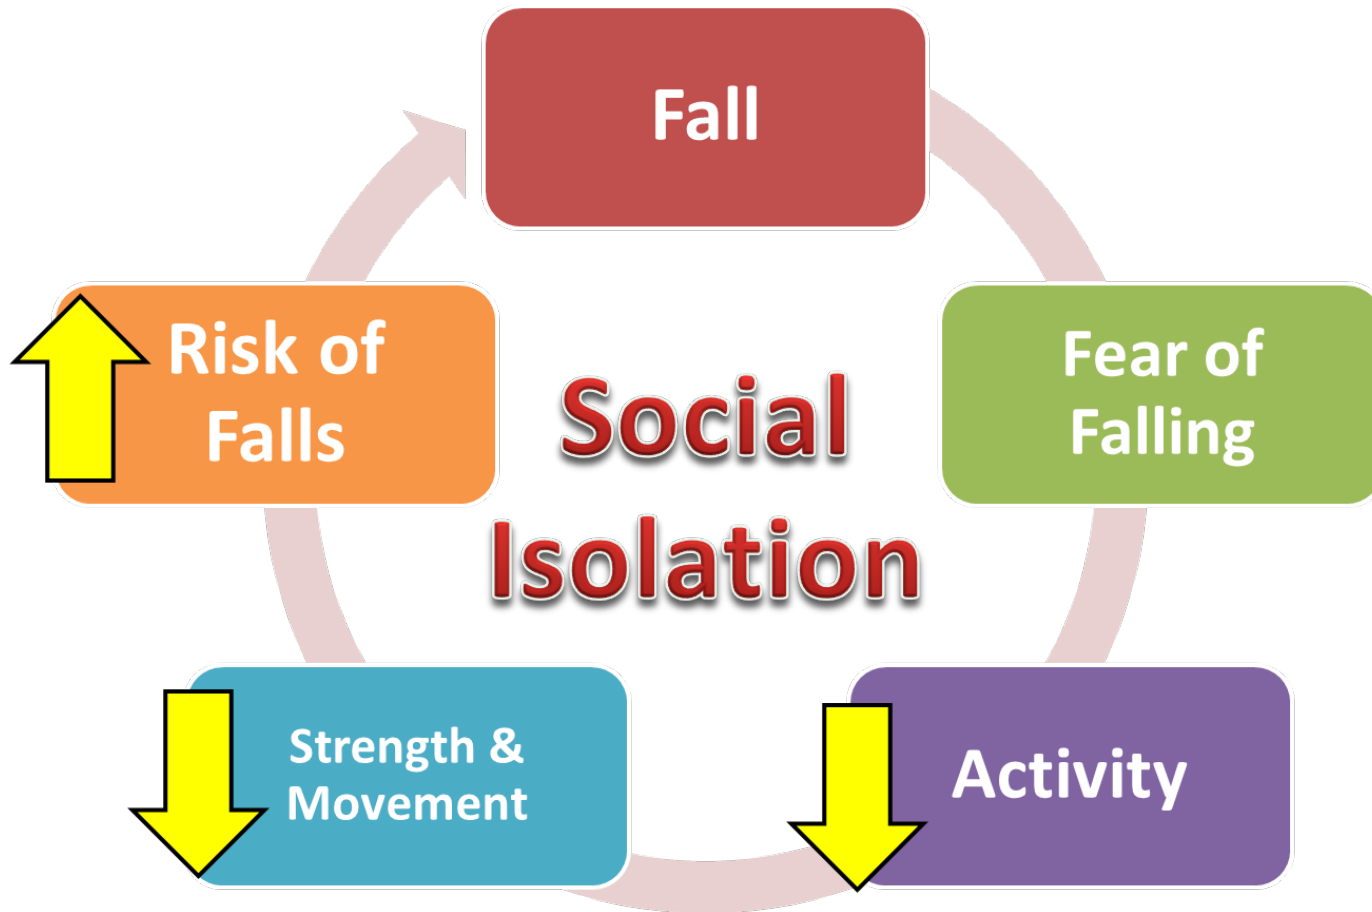 Fall
Fear of
Falling
Activity
Strength &
Movement
Risk of
Falls
Social
Isolation